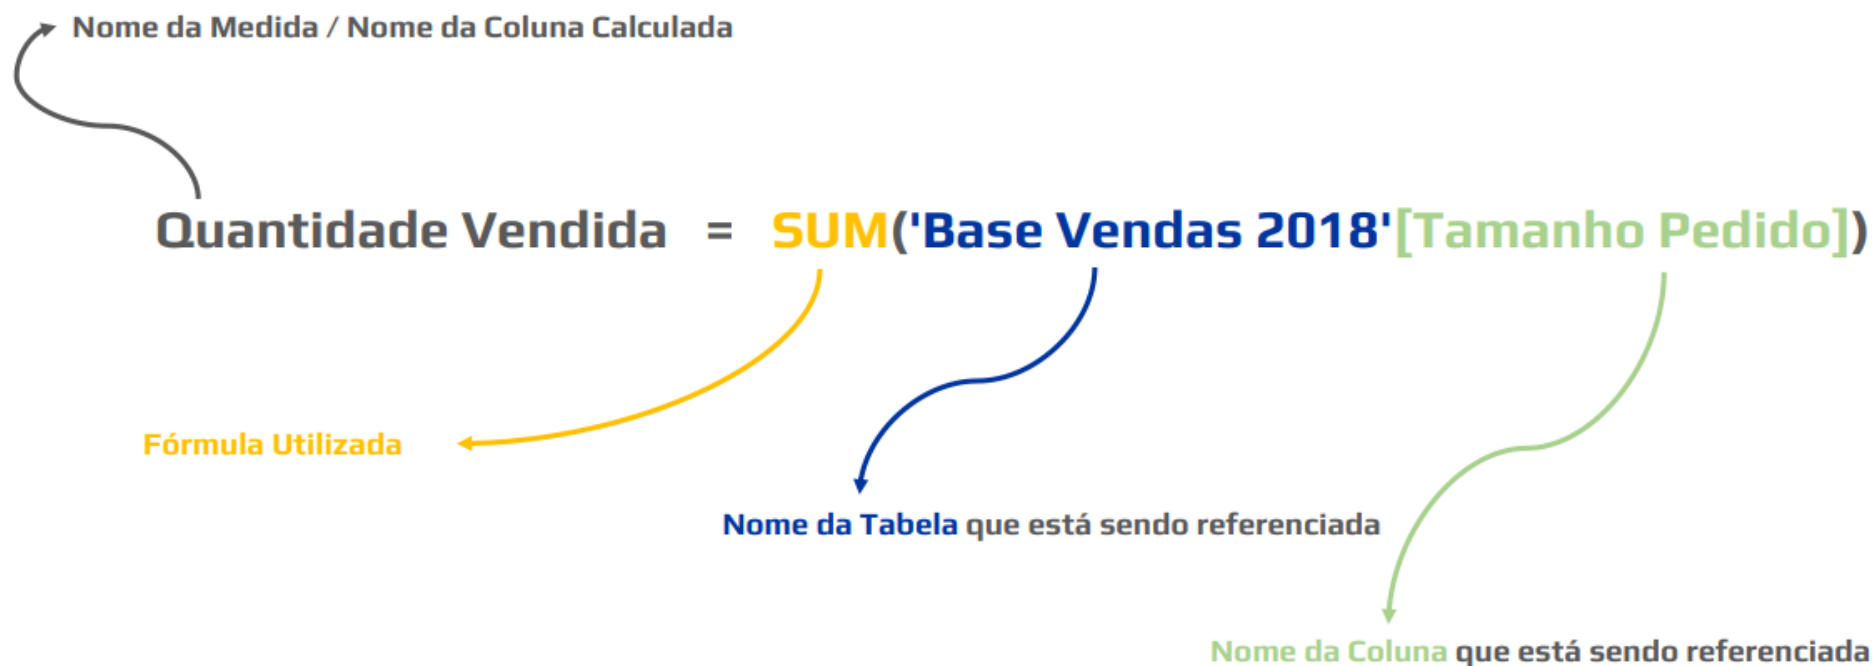 Nome da Medida / Nome da Coluna Calculada
Quantidade Vendida = SUM('Base Vendas 2018'[Tamanho Pedido])
Fórmula Utilizada
Nome da Tabela que está sendo referenciada
Nome da Coluna que está sendo referenciada